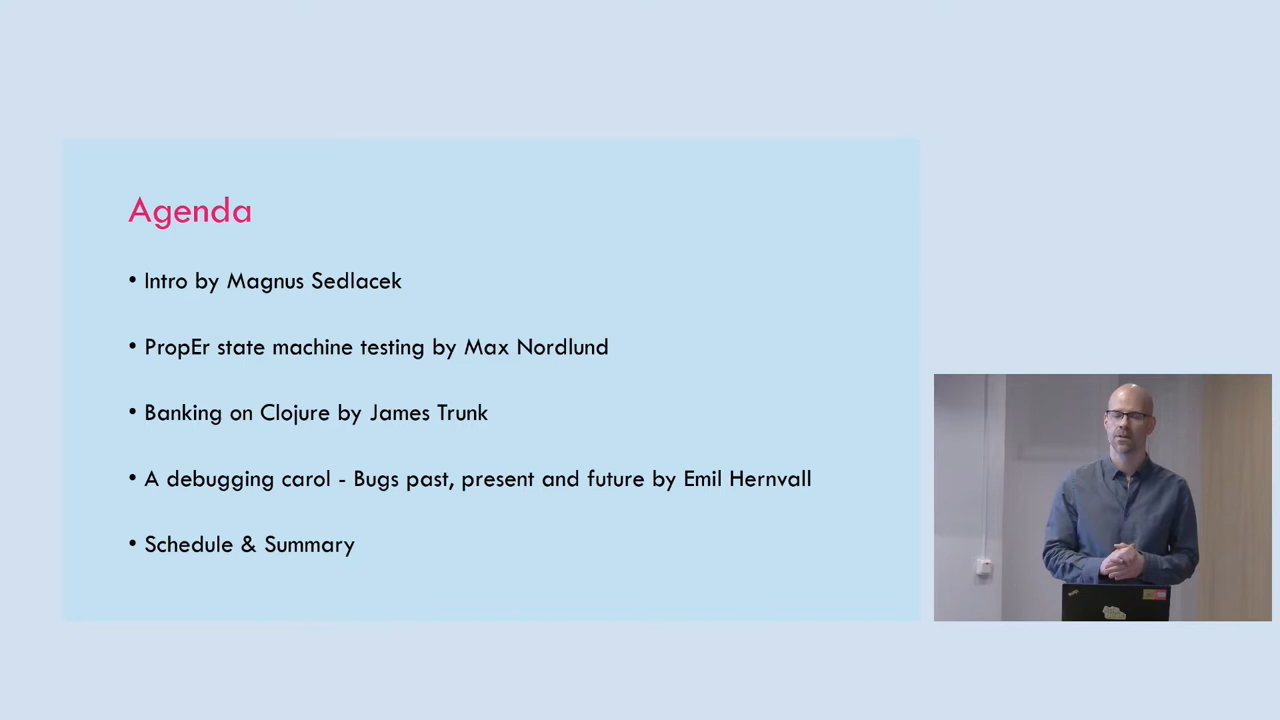 Agenda
• Intro by Magnus Sedlacek
• PropEr state machine testing by Max Nordlund
• Banking on Clojure by James Trunk
• A debugging carol - Bugs past, present and future by Emil Hernvall
• Schedule & Summary